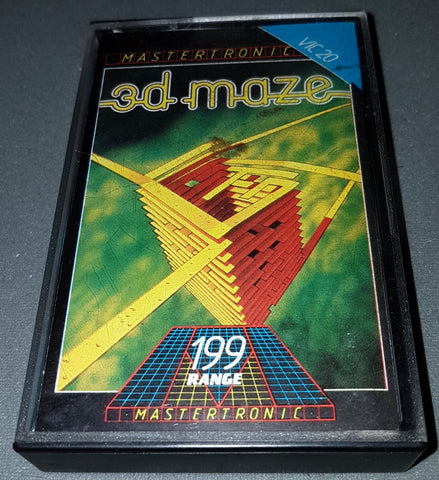 MASTERTRONIC
VIC 20
3d maze
199
RANGE
MASTERTRONIC